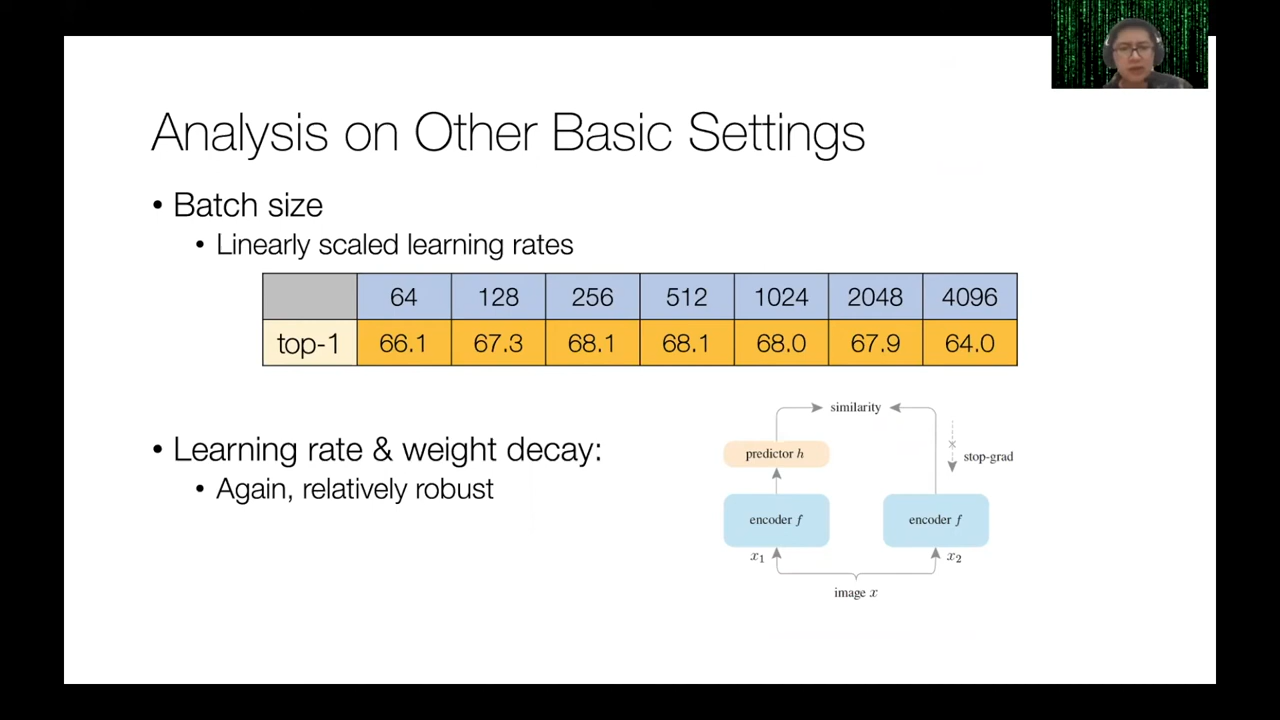 Analysis on Other Basic Settings
• Batch size
• Linearly scaled learning rates
64 128 256 512 1024 2048 4096
top-1 66.1 67.3 68.1 68.1 68.0 67.9 64.0
• Learning rate & weight decay:
• Again, relatively robust
similarity
predictor h
stop-grad
encoder f encoder f
x₁ x₂
image x